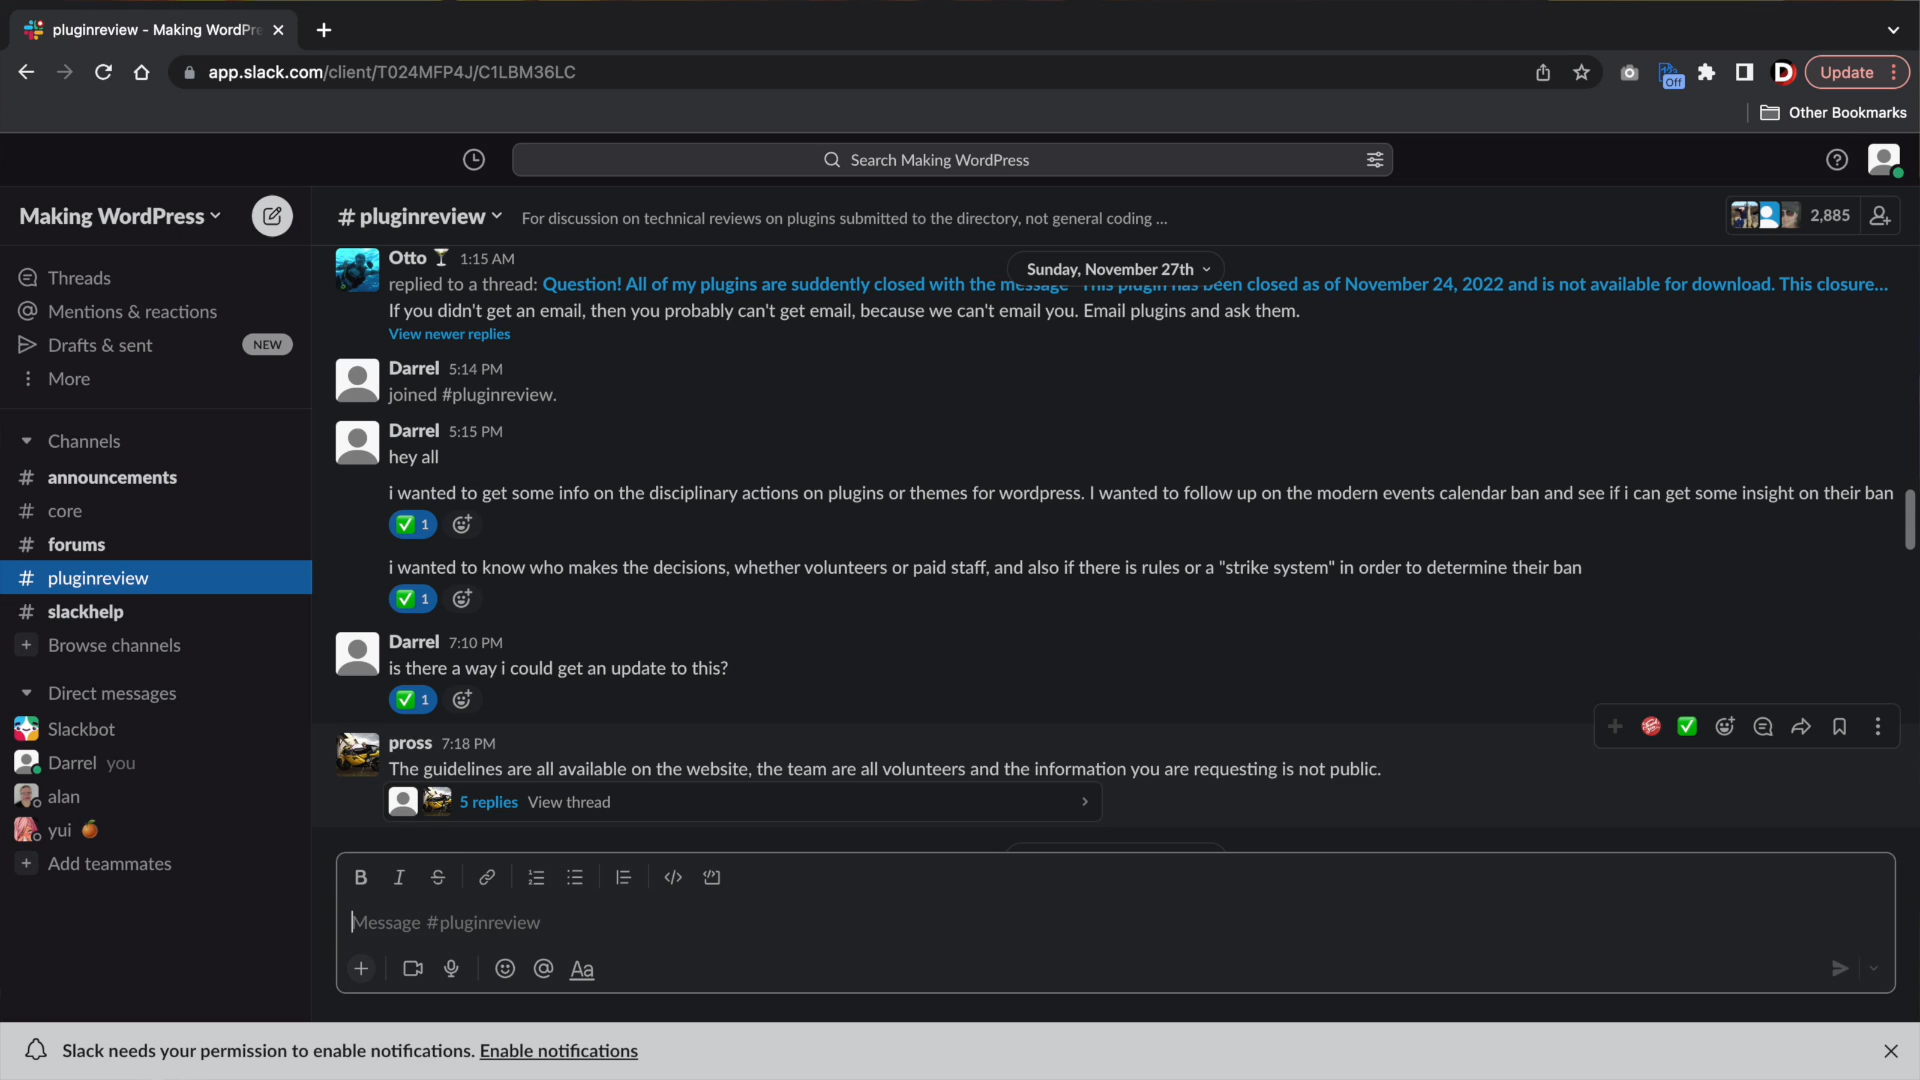 pluginreview - Making WordPre
app.slack.com/client/T024MFP4J/C1LBM36LC
Off
Update
Other Bookmarks
Search Making WordPress
Making WordPress
# pluginreview
For discussion on technical reviews on plugins submitted to the directory, not general coding ...
2,885
Threads
Mentions & reactions
Drafts & sent
NEW
More
Channels
# announcements
# core
# forums
# pluginreview
# slackhelp
+ Browse channels
Direct messages
Slackbot
Darrel you
alan
yui
+ Add teammates
Otto 1:15 AM
Sunday, November 27th
replied to a thread: Question! All of my plugins are suddently closed with the message "This plugin has been closed as of November 24, 2022 and is not available for download. This closure...
If you didn't get an email, then you probably can't get email, because we can't email you. Email plugins and ask them.
View newer replies
Darrel 5:14 PM
joined #pluginreview.
Darrel 5:15 PM
hey all
i wanted to get some info on the disciplinary actions on plugins or themes for wordpress. I wanted to follow up on the modern events calendar ban and see if i can get some insight on their ban
1
i wanted to know who makes the decisions, whether volunteers or paid staff, and also if there is rules or a "strike system" in order to determine their ban
1
Darrel 7:10 PM
is there a way i could get an update to this?
1
pross 7:18 PM
The guidelines are all available on the website, the team are all volunteers and the information you are requesting is not public.
5 replies View thread
B I S
Message #pluginreview
Aa
Slack needs your permission to enable notifications. Enable notifications